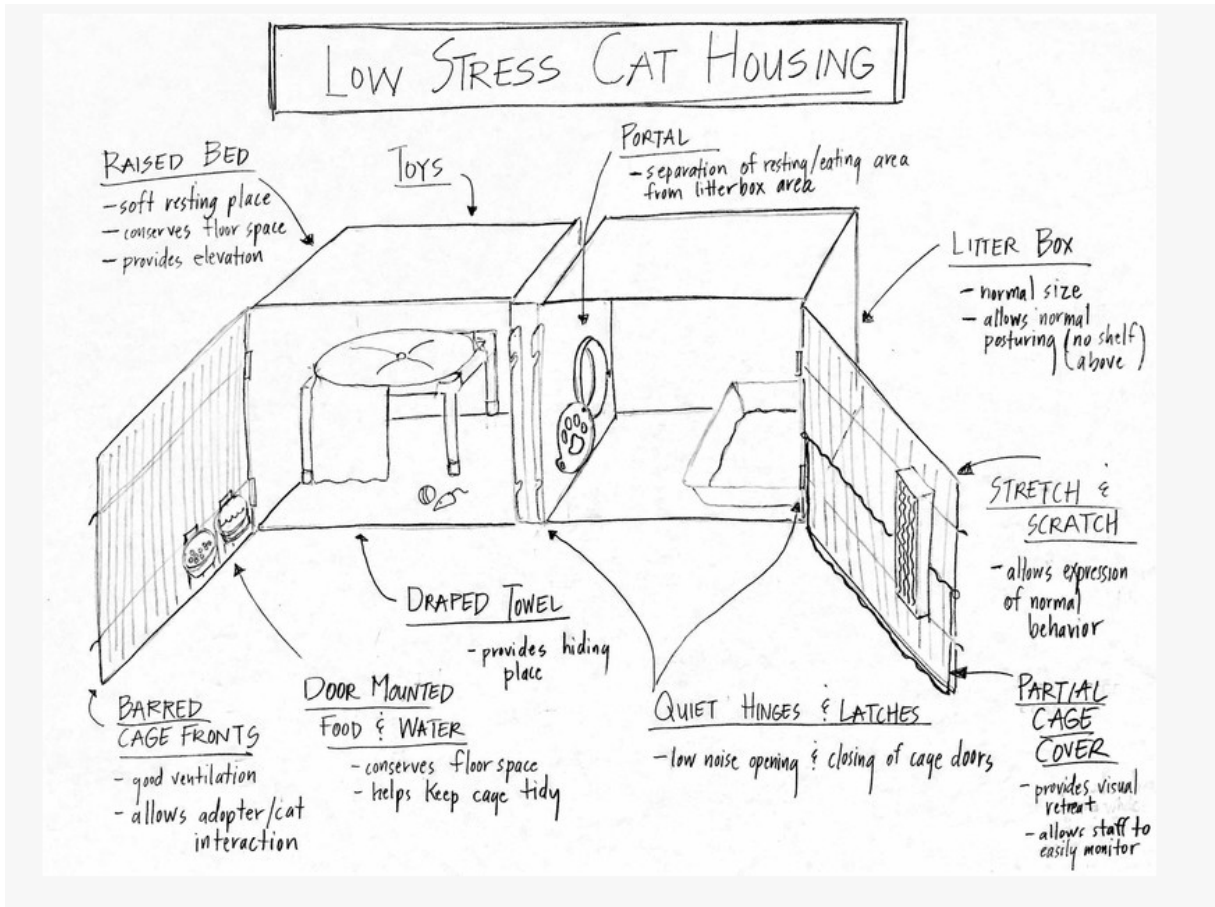 LOW STRESS CAT HOUSING
RAISED BED
- soft resting place
- conserves floor space
- provides elevation
TOYS
PORTAL
- separation of resting/eating area
from litterbox area
LITTER BOX
- normal size
- allows normal
posturing (no shelf
above)
STRETCH &
SCRATCH
- allows expression
of normal
behavior
DRAPED TOWEL
- provides hiding
place
BARRED
CAGE FRONTS
- good ventilation
- allows adopter/cat
interaction
DOOR MOUNTED
FOOD & WATER
- conserves floor space
- helps keep cage tidy
QUIET HINGES & LATCHES
- low noise opening & closing of cage doors
PARTIAL
CAGE
COVER
- provides visual
retreat
- allows staff to
easily monitor